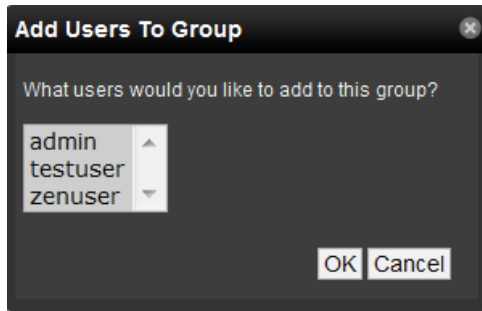 Add Users To Group
What users would you like to add to this group?
admin
testuser
zenuser
OK Cancel